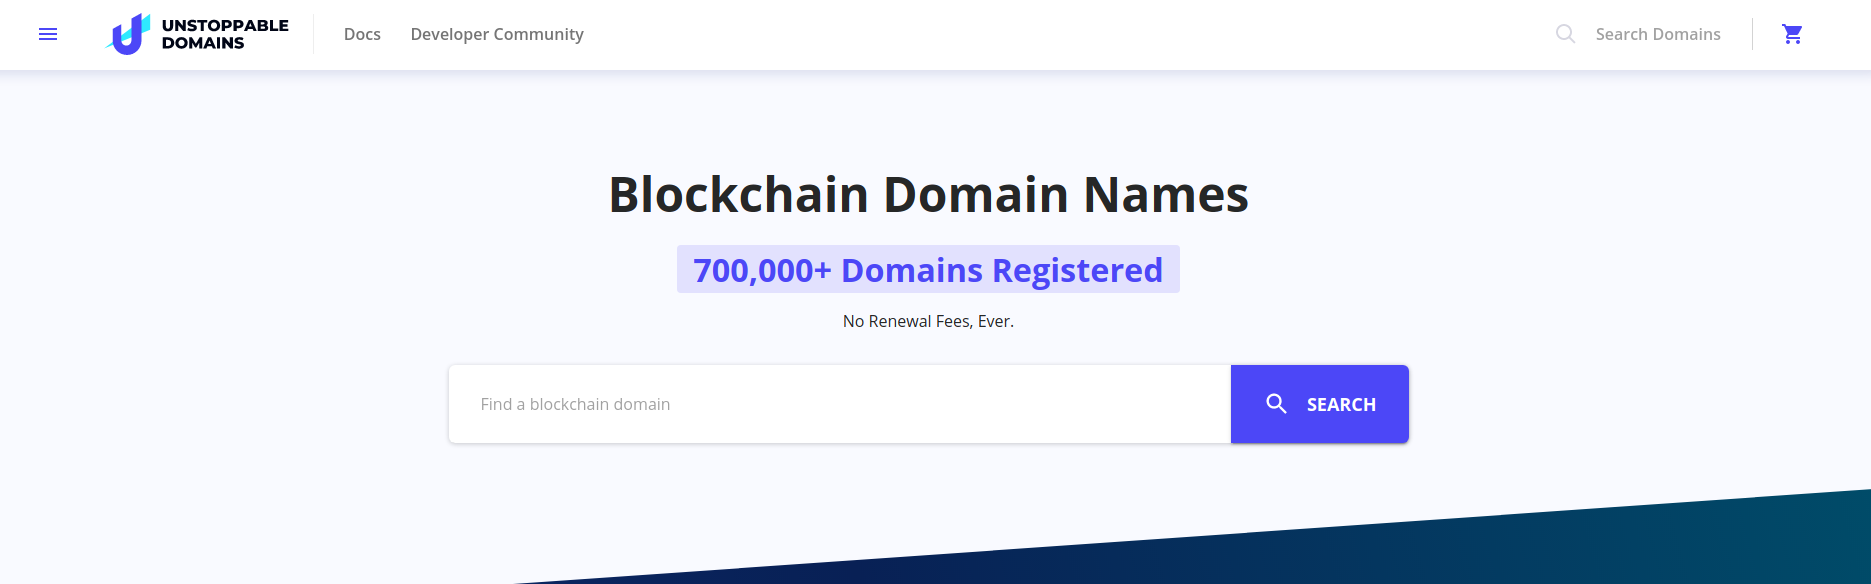 UNSTOPPABLE
DOMAINS
Docs
Developer Community
Search Domains
Blockchain Domain Names
700,000+ Domains Registered
No Renewal Fees, Ever.
Find a blockchain domain
SEARCH